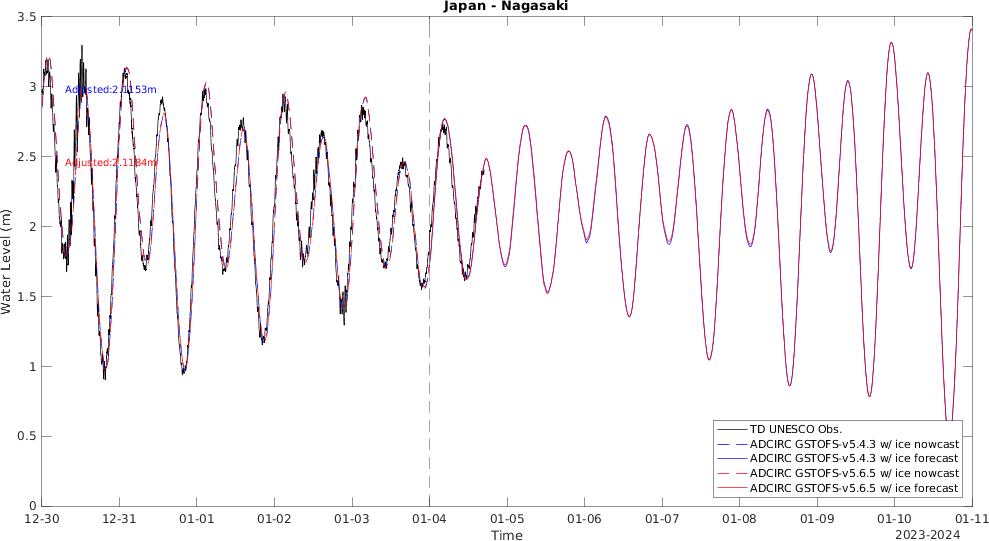 Japan - Nagasaki
3.5
3
2.5
2
1.5
1
0.5
0
Water Level (m)
Adjusted:2.1153m
Adjusted:2.1184m
TD UNESCO Obs.
ADCIRC GSTOFS-v5.4.3 w/ ice nowcast
ADCIRC GSTOFS-v5.4.3 w/ ice forecast
ADCIRC GSTOFS-v5.6.5 w/ ice nowcast
ADCIRC GSTOFS-v5.6.5 w/ ice forecast
12-30 12-31 01-01 01-02 01-03 01-04 01-05 01-06 01-07 01-08 01-09 01-10 01-11
Time
2023-2024